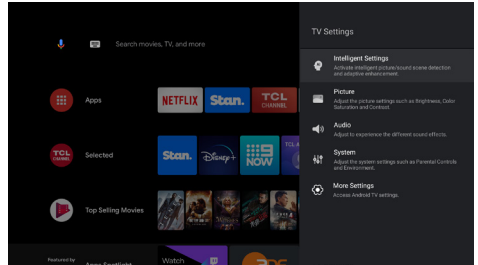 Search movies, TV, and more
Apps
NETFLIX
Stan.
TCL
CHANNEL
TCL
CHANNEL
Selected
Stan.
Disney+
9
NOW
TCL
Top Selling Movies
Featured by
Apps Spotlight
Watch
TV Settings
Intelligent Settings
Activate intelligent picture/sound scene detection
and adaptive enhancement.
Picture
Adjust the picture settings such as Brightness, Color
Saturation and Contrast.
Audio
Adjust to experience the different sound effects.
System
Adjust the system settings such as Parental Controls
and Environment.
More Settings
Access Android TV settings.